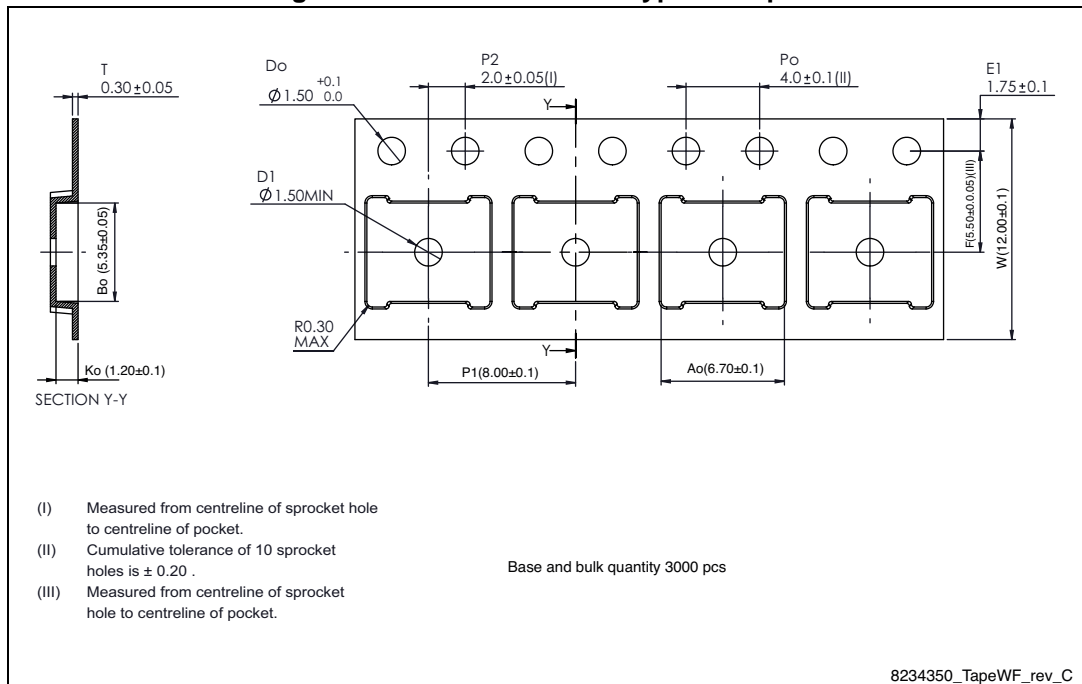 T
0.30±0.05
Do
+0.1
Ø1.50 0.0
P2
2.0±0.05(I)
Po
4.0±0.1(II)
E1
1.75±0.1
Y
D1
Ø1.50MIN
Bo (5.35±0.05)
F(5.50±0.0.05)(III)
W(12.00±0.1)
R0.30
MAX
Y
Ko (1.20±0.1)
P1(8.00±0.1)
Ao(6.70±0.1)
SECTION Y-Y
(I) Measured from centreline of sprocket hole
to centreline of pocket.
(II) Cumulative tolerance of 10 sprocket
holes is ± 0.20 .
(III) Measured from centreline of sprocket
hole to centreline of pocket.
Base and bulk quantity 3000 pcs
8234350_TapeWF_rev_C